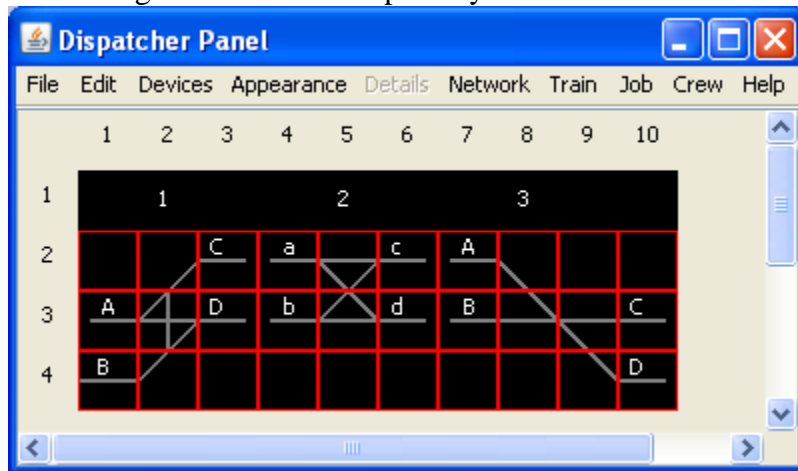 Dispatcher Panel
File Edit Devices Appearance Details Network Train Job Crew Help
1 2 3 4 5 6 7 8 9 10
1 1 2 3
2 C a c A
3 A D b d B C
4 B D